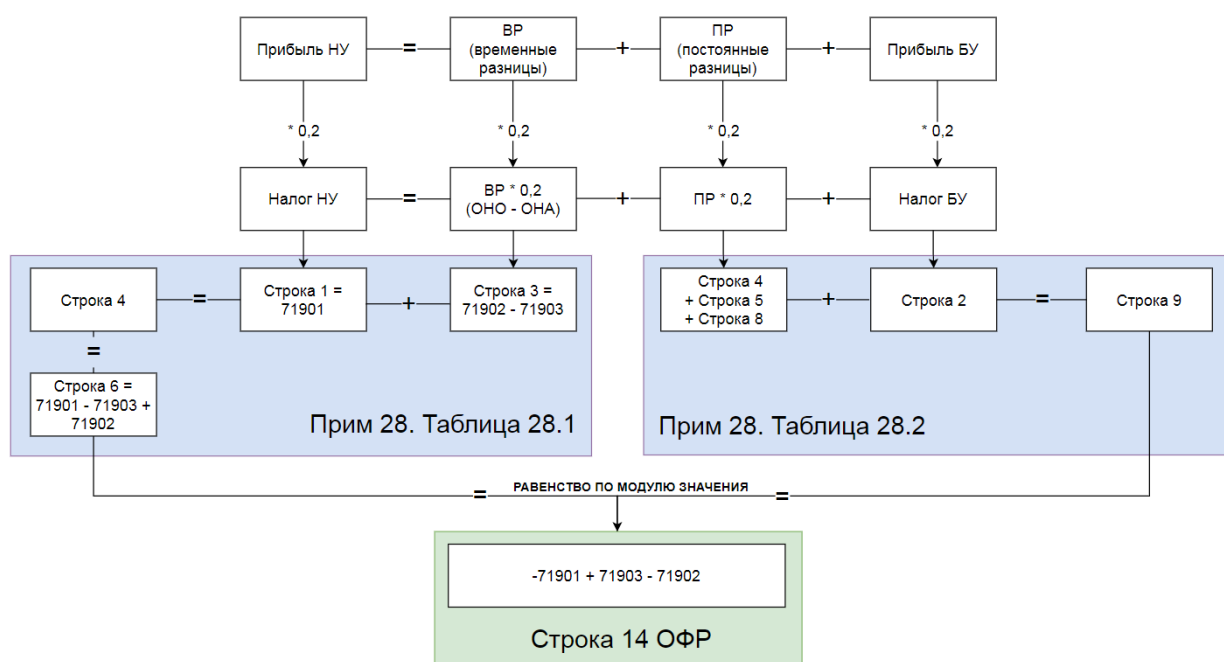 Прибыль НУ
=
ВР
(временные
разницы)
+
ПР
(постоянные
разницы)
+
Прибыль БУ
* 0,2
* 0,2
* 0,2
* 0,2
Налог НУ
=
ВР * 0,2
(ОНО - ОНА)
+
ПР * 0,2
+
Налог БУ
Строка 4
=
Строка 1 =
71901
+
Строка 3 =
71902 - 71903
Строка 4
+ Строка 5
+ Строка 8
+
Строка 2
=
Строка 9
=
Строка 6 =
71901 - 71903 +
71902
Прим 28. Таблица 28.1
Прим 28. Таблица 28.2
=
РАВЕНСТВО ПО МОДУЛЮ ЗНАЧЕНИЯ
=
-71901 + 71903 - 71902
Строка 14 ОФР